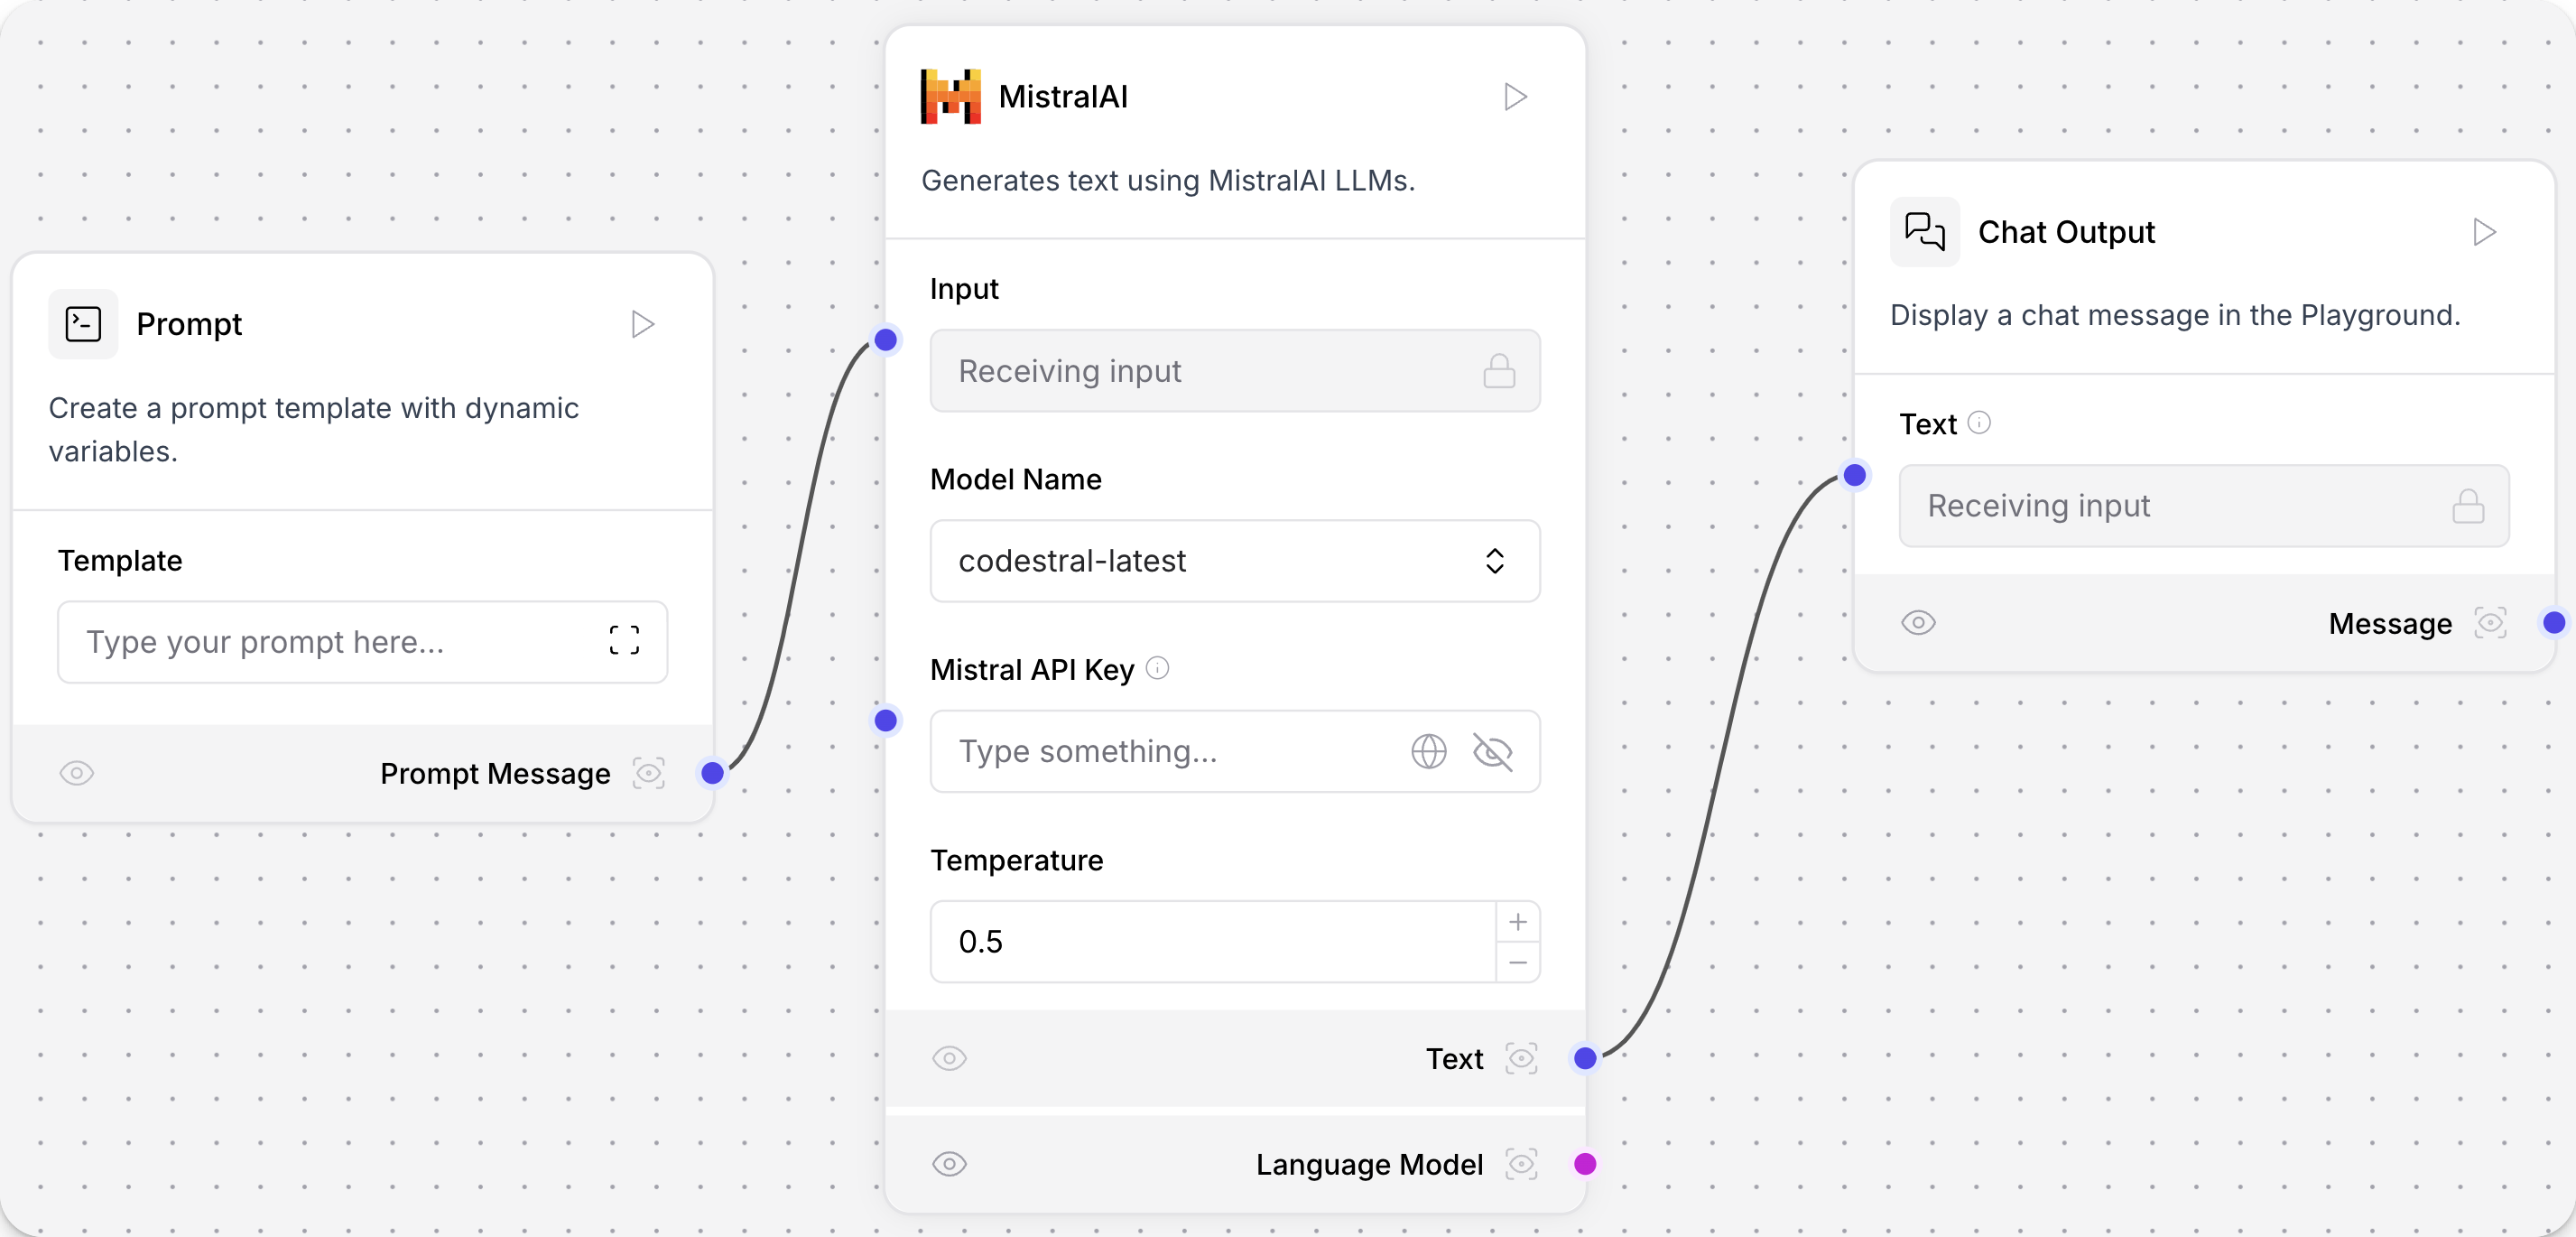 Prompt
Create a prompt template with dynamic
variables.
Template
Type your prompt here...
Prompt Message
MistralAI
Generates text using MistralAI LLMs.
Input
Receiving input
Model Name
codestral-latest
Mistral API Key
Type something...
Temperature
0.5
Text
Language Model
Chat Output
Display a chat message in the Playground.
Text
Receiving input
Message